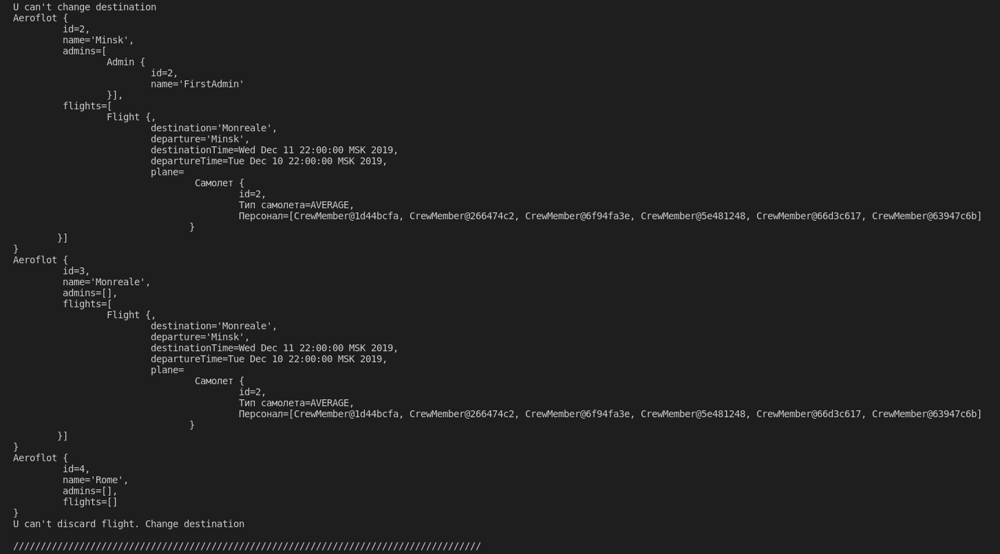 U can't change destination
Aeroflot {
id=2,
name='Minsk',
admins=[
Admin {
id=2,
name='FirstAdmin'
}],
flights=[
Flight {,
destination='Monreale',
departure='Minsk',
destinationTime=Wed Dec 11 22:00:00 MSK 2019,
departureTime=Tue Dec 10 22:00:00 MSK 2019,
plane=
Самолет {
id=2,
Тип самолета=AVERAGE,
Персонал=[CrewMember@1d44bcfa, CrewMember@266474c2, CrewMember@6f94fa3e, CrewMember@5e481248, CrewMember@66d3c617, CrewMember@63947c6b]
}
}]
}
Aeroflot {
id=3,
name='Monreale',
admins=[],
flights=[
Flight {,
destination='Monreale',
departure='Minsk',
destinationTime=Wed Dec 11 22:00:00 MSK 2019,
departureTime=Tue Dec 10 22:00:00 MSK 2019,
plane=
Самолет {
id=2,
Тип самолета=AVERAGE,
Персонал=[CrewMember@1d44bcfa, CrewMember@266474c2, CrewMember@6f94fa3e, CrewMember@5e481248, CrewMember@66d3c617, CrewMember@63947c6b]
}
}]
}
Aeroflot {
id=4,
name='Rome',
admins=[],
flights=[]
}
U can't discard flight. Change destination
/////////////////////////////////////////////////////////////////////////////////////